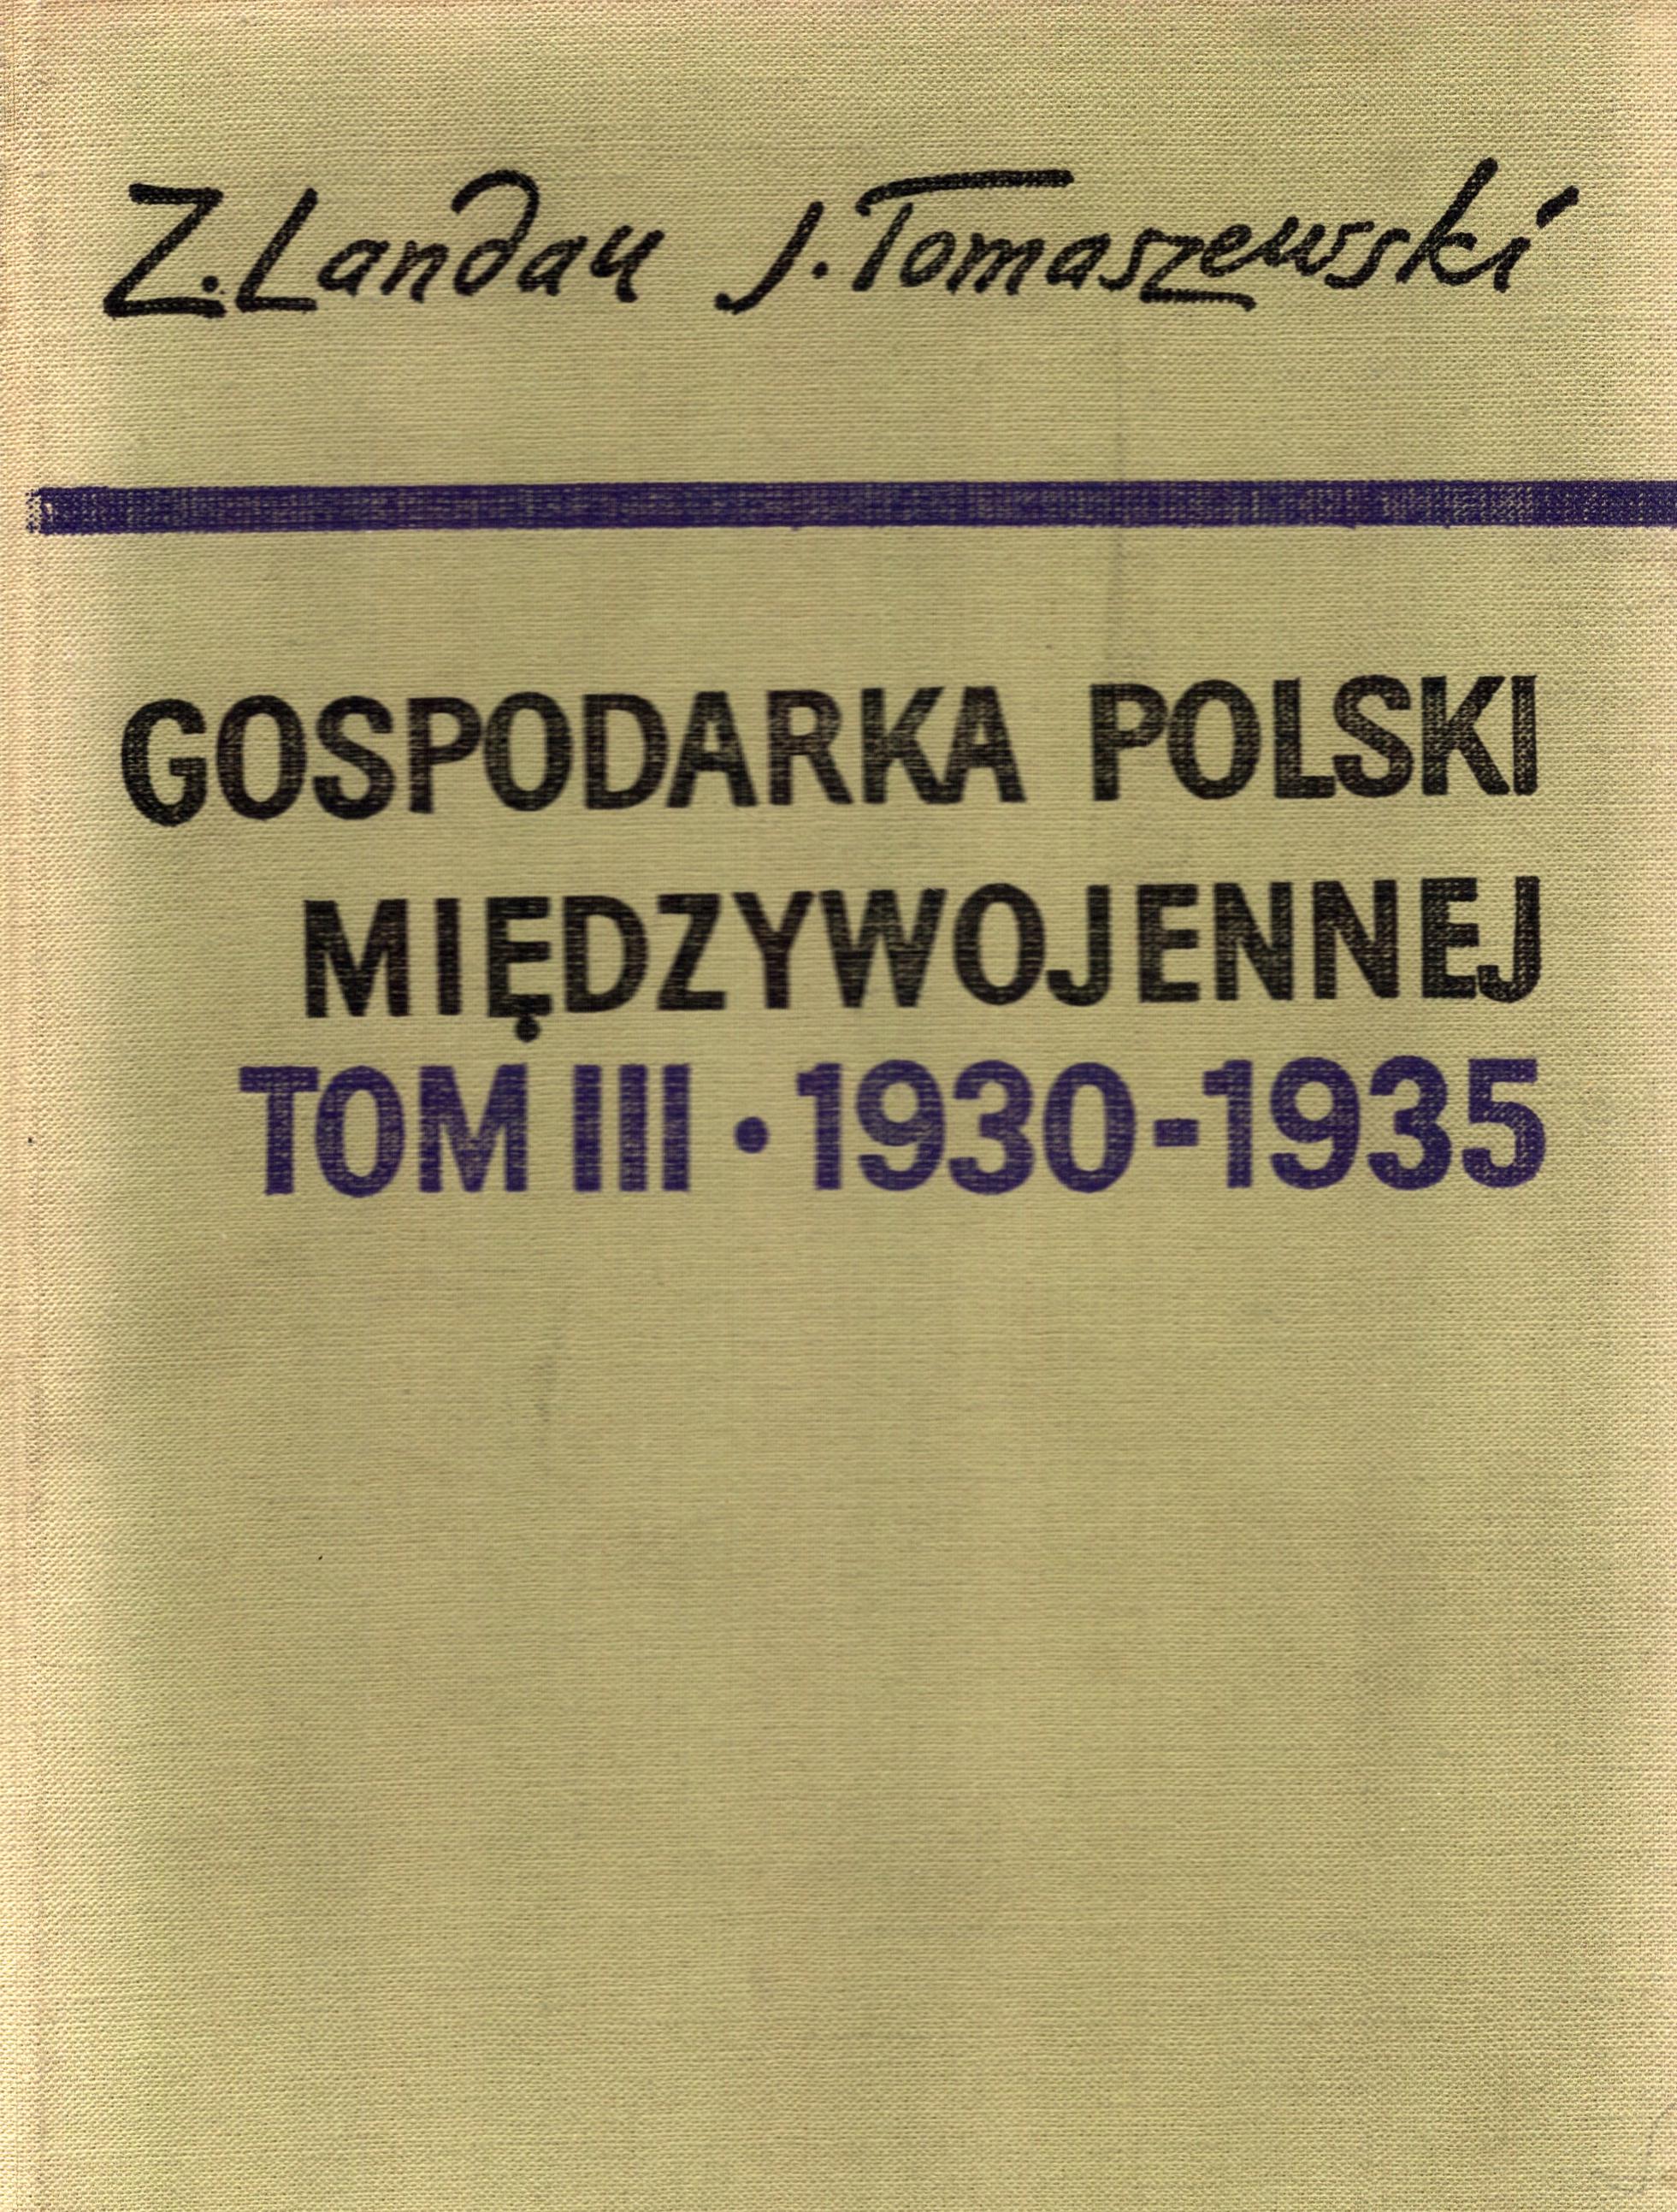 Z. Landau J. Tomaszewski
GOSPODARKA POLSKI
MIĘDZYWOJENNEJ
TOM III • 1930-1935